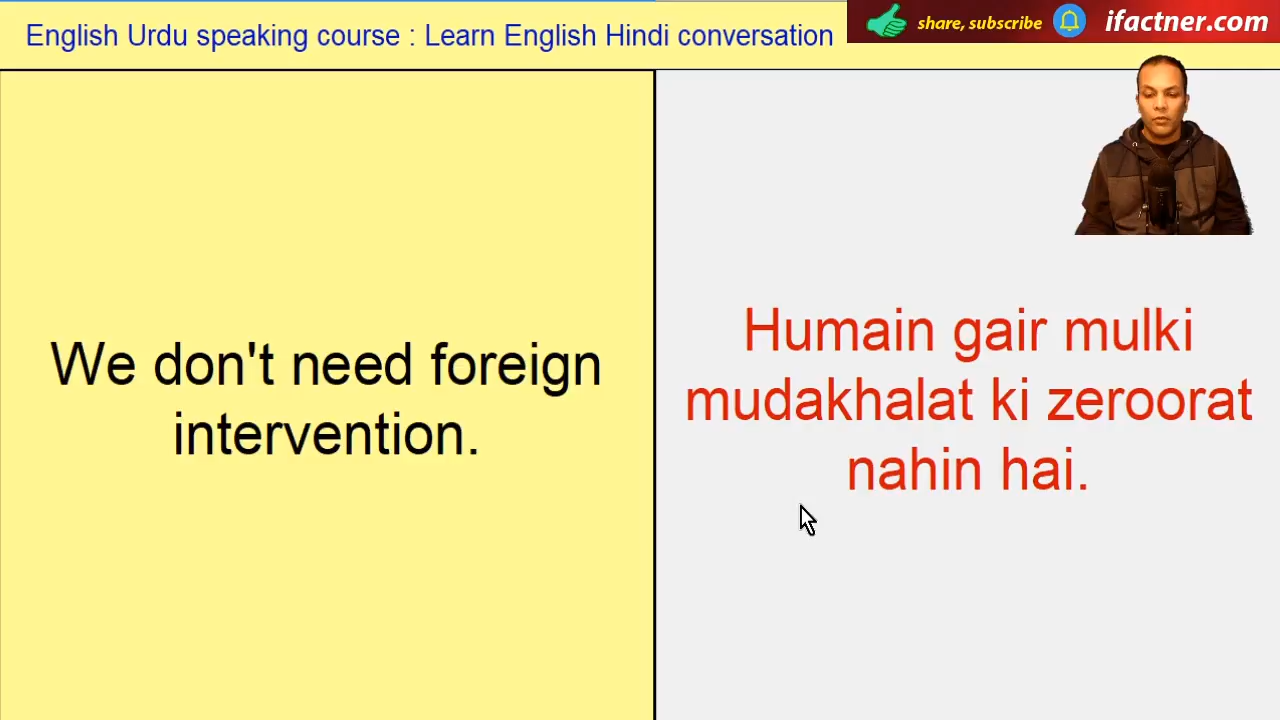 English Urdu speaking course : Learn English Hindi conversation
share, subscribe
ifactner.com
We don't need foreign
intervention.
Humain gair mulki
mudakhalat ki zeroorat
nahin hai.